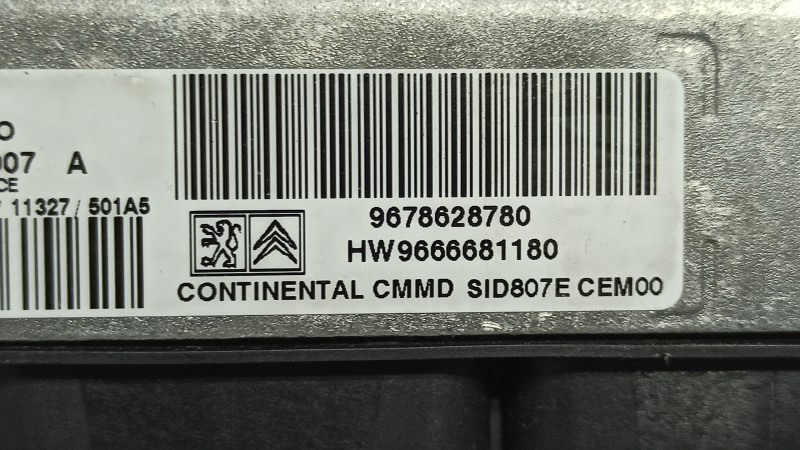 O
007 A
CE
11327/501A5
9678628780
HW9666681180
CONTINENTAL CMMD SID807E CEM00